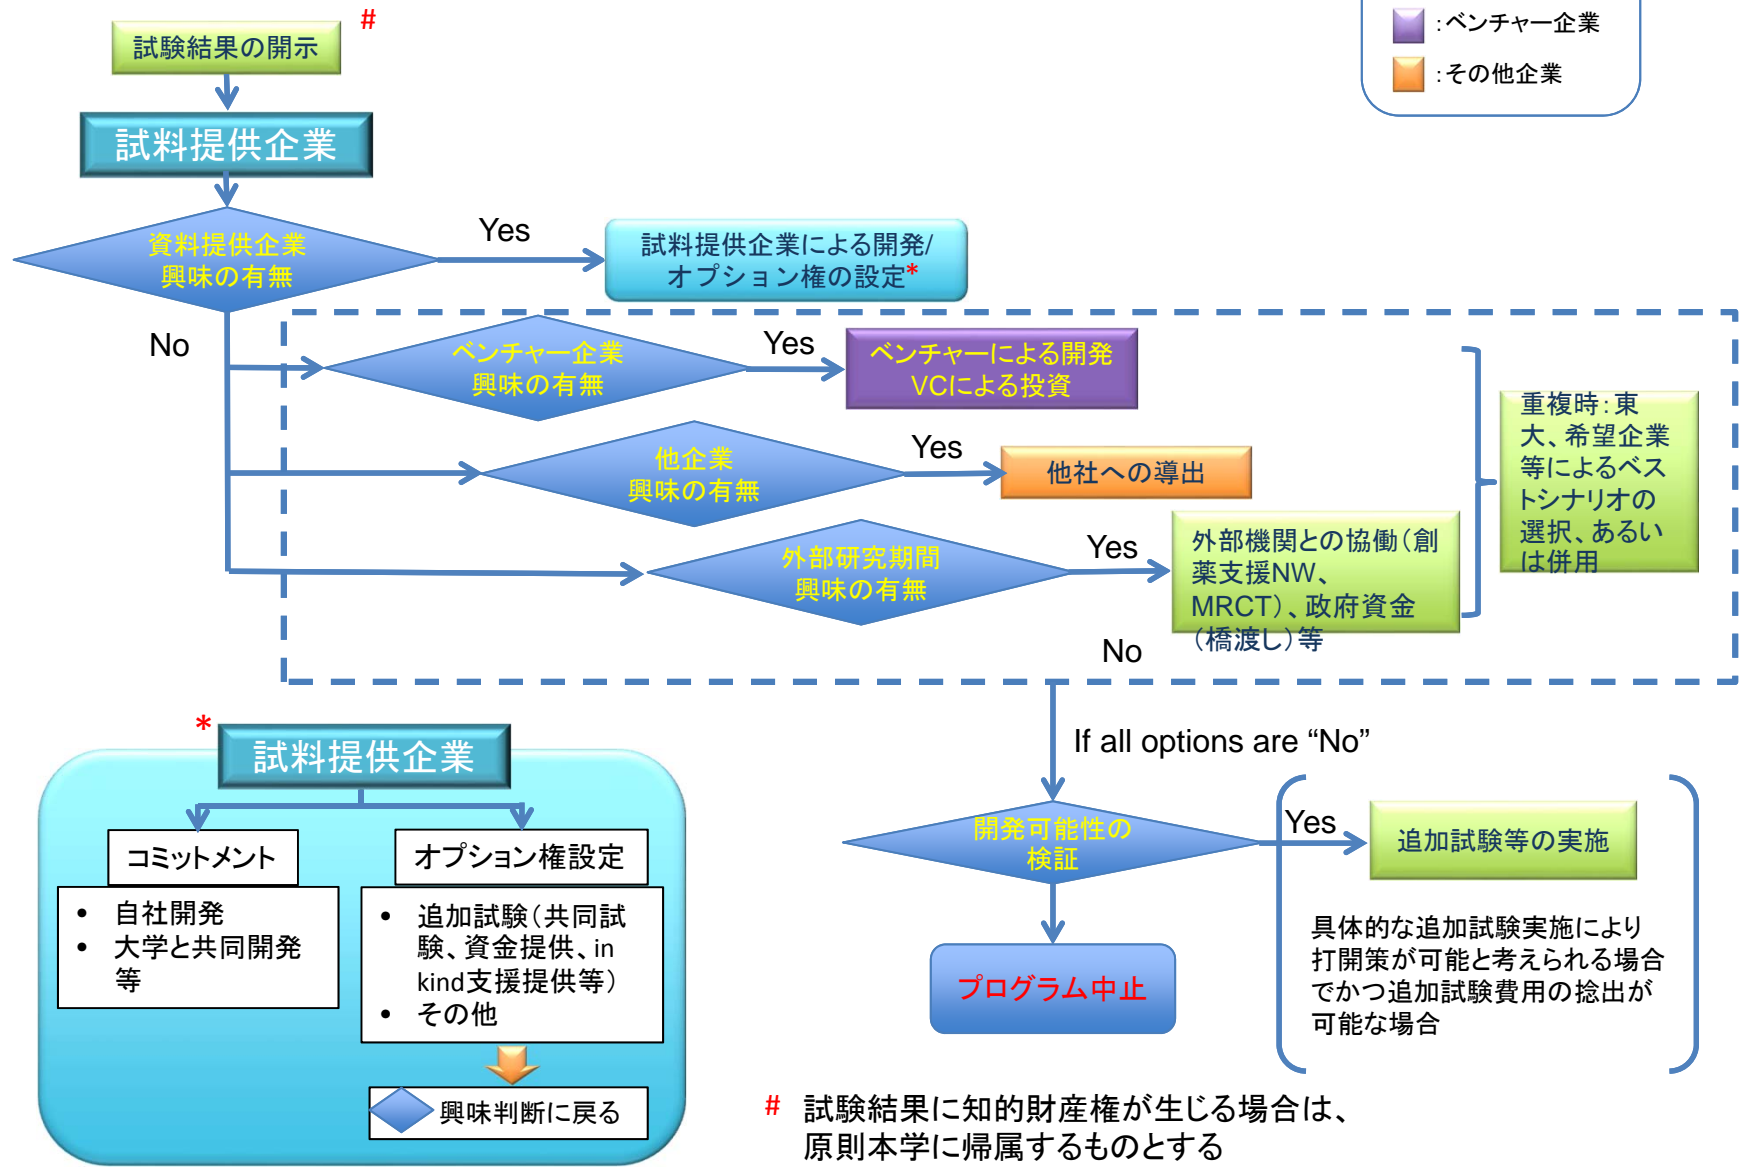 #
試験結果の開示
：ベンチャー企業
：その他企業
試料提供企業
資料提供企業
興味の有無
Yes
試料提供企業による開発/
オプション権の設定*
No
ベンチャー企業
興味の有無
Yes
ベンチャーによる開発
VCによる投資
他企業
興味の有無
Yes
他社への導出
外部研究期間
興味の有無
Yes
外部機関との協働（創
薬支援NW、
MRCT）、政府資金
（橋渡し）等
重複時：東
大、希望企業
等によるベス
トシナリオの
選択、あるい
は併用
No
If all options are “No”
開発可能性の
検証
Yes
追加試験等の実施
具体的な追加試験実施により
打開策が可能と考えられる場合
でかつ追加試験費用の捻出が
可能な場合
プログラム中止
*
試料提供企業
コミットメント
• 自社開発
• 大学と共同開発
等
オプション権設定
• 追加試験（共同試
験、資金提供、in
kind支援提供等）
• その他
興味判断に戻る
# 試験結果に知的財産権が生じる場合は、
原則本学に帰属するものとする